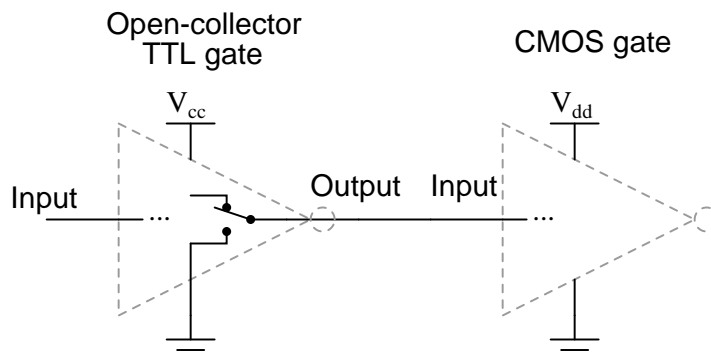 Open-collector
TTL gate
CMOS gate
Vcc
Vdd
Input
...
Output
Input
...